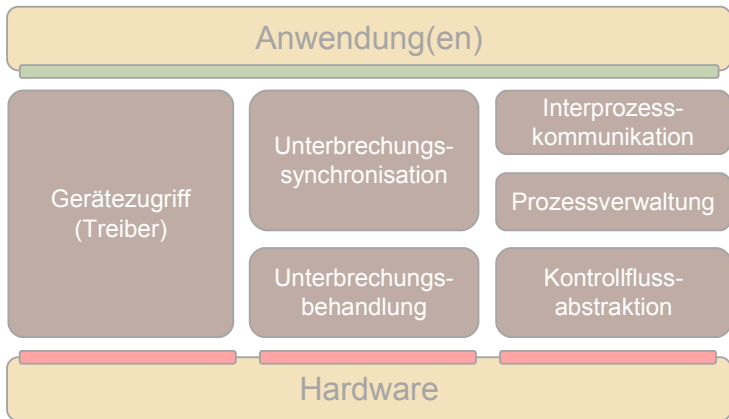 Anwendung(en)
Gerätezugriff
(Treiber)
Unterbrechungs-
synchronisation
Unterbrechungs-
behandlung
Interprozess-
kommunikation
Prozessverwaltung
Kontrollfluss-
abstraktion
Hardware